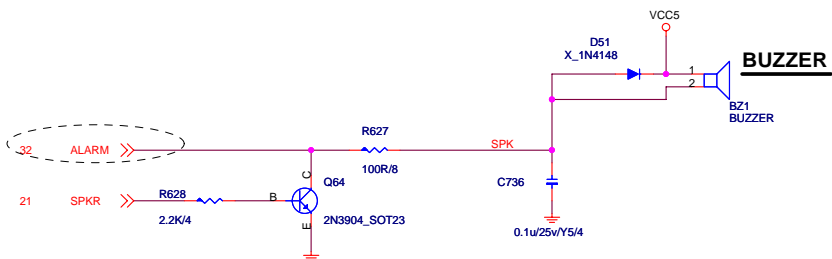 VCC5
D51
X_1N4148
BUZZER
1
2
BZ1
BUZZER
R627
32 ALARM
SPK
100R/8
C
Q64
C736
21 SPKR
R628
B
2N3904_SOT23
2.2K/4
E
0.1u/25v/Y5/4